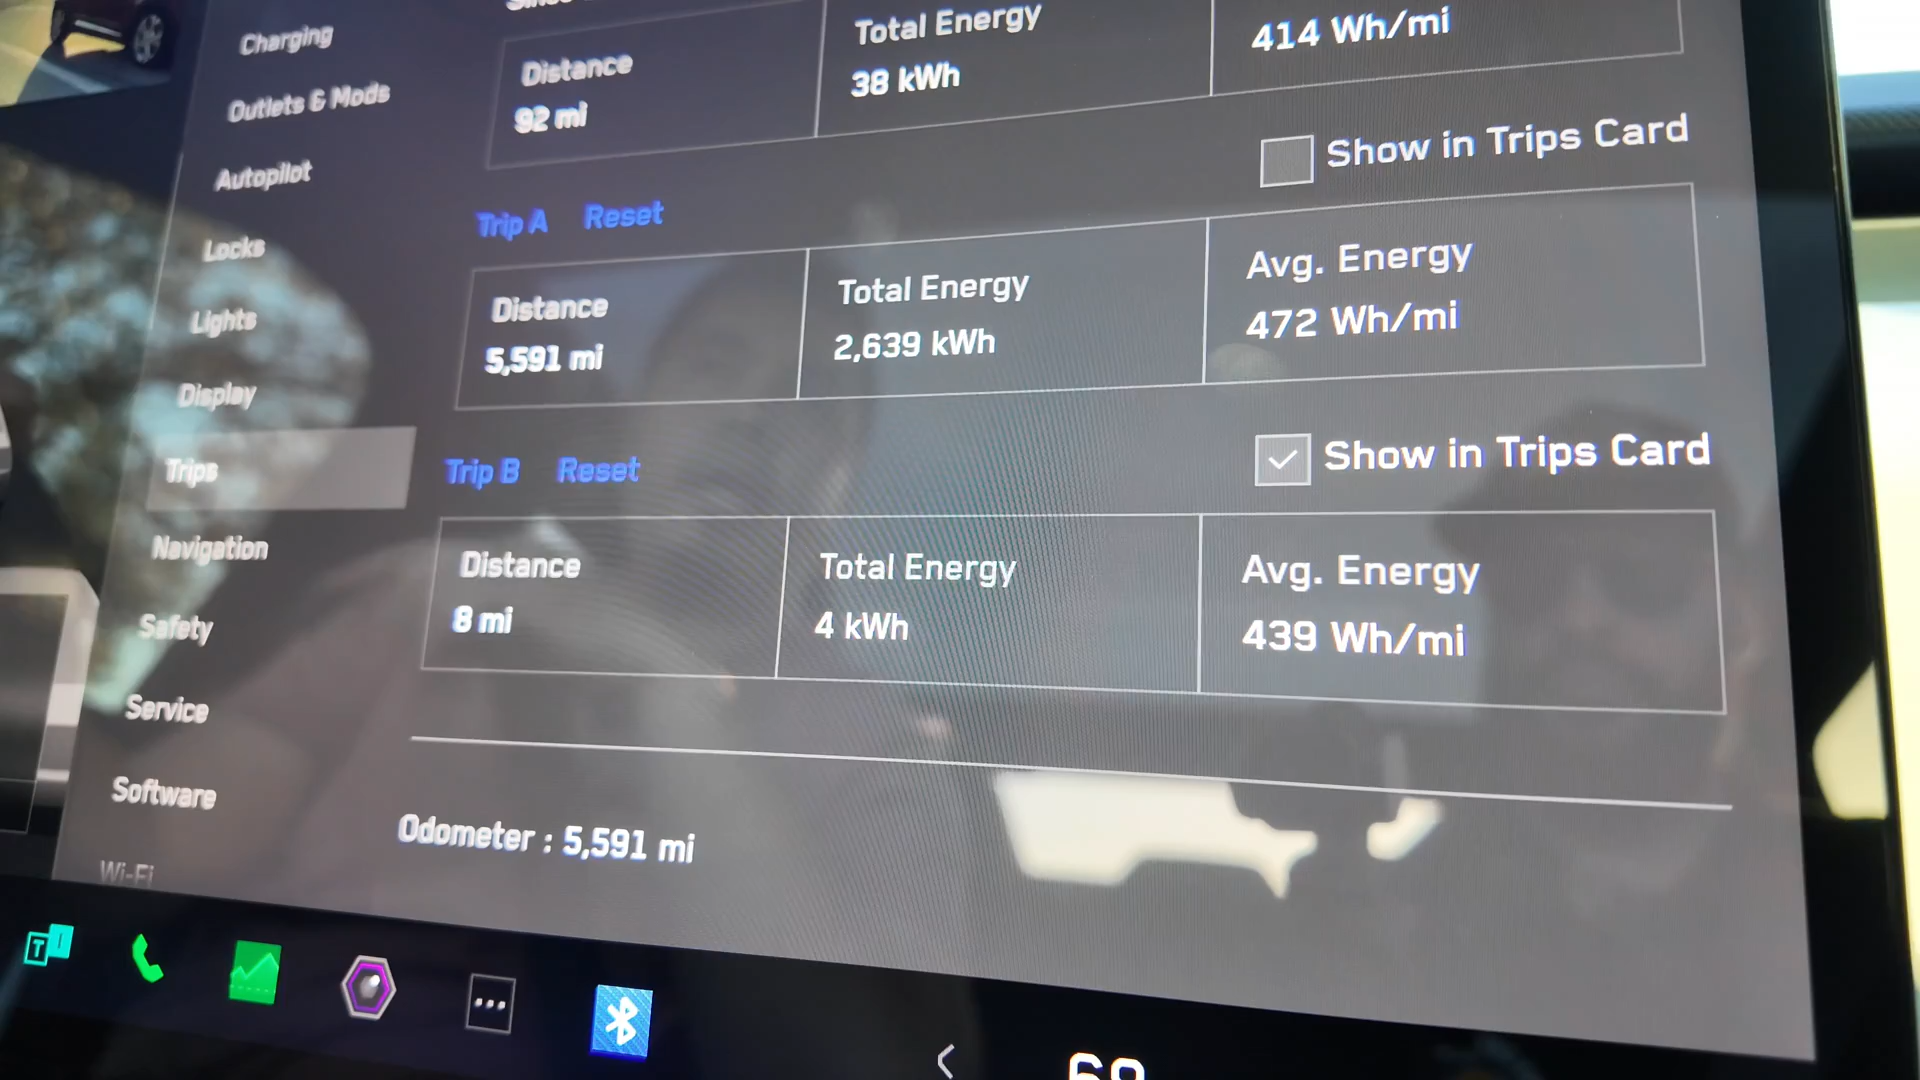 Charging
Outlets & Mods
Autopilot
Locks
Lights
Display
Trips
Navigation
Safety
Service
Software
Wi-Fi
Distance
92 mi
Total Energy
38 kWh
414 Wh/mi
Show in Trips Card
Trip A Reset
Distance
5,591 mi
Total Energy
2,639 kWh
Avg. Energy
472 Wh/mi
Show in Trips Card
Trip B Reset
Distance
8 mi
Total Energy
4 kWh
Avg. Energy
439 Wh/mi
Odometer : 5,591 mi